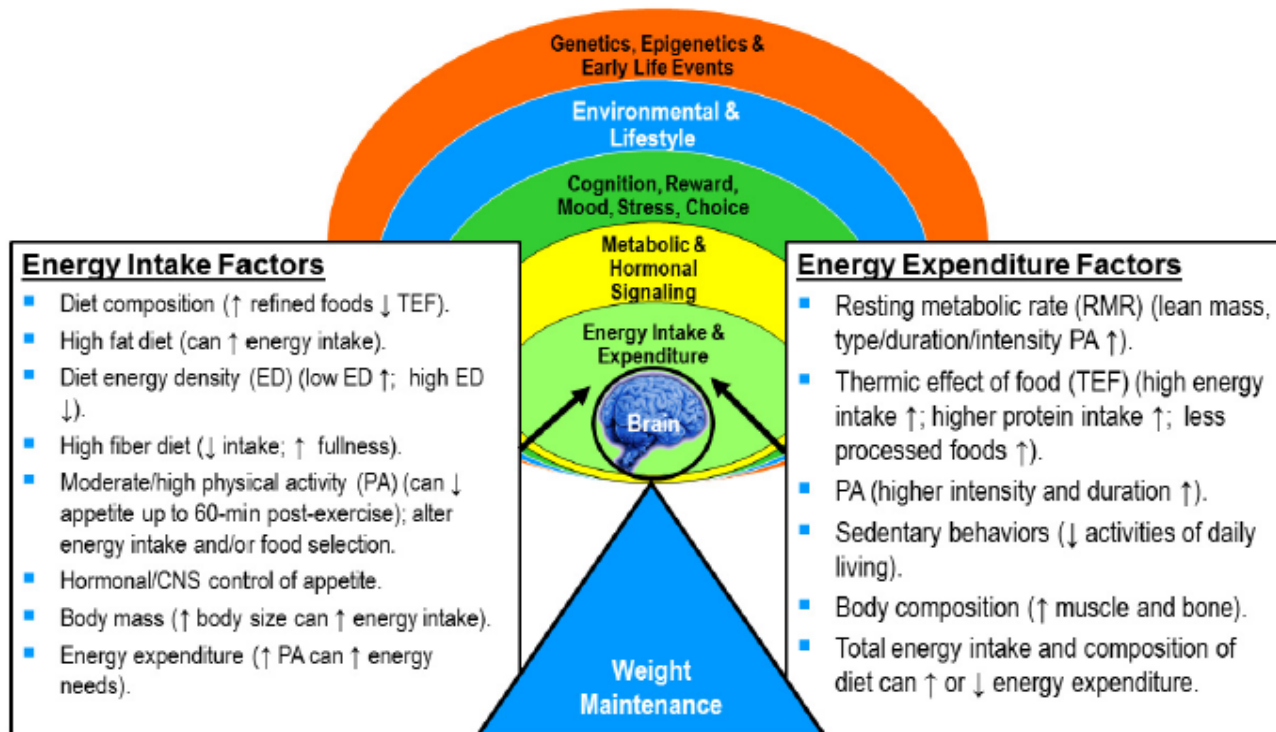 Genetics, Epigenetics &
Early Life Events
Environmental &
Lifestyle
Cognition, Reward,
Mood, Stress, Choice
Metabolic &
Hormonal
Signaling
Energy Intake &
Expenditure
Brain
Weight
Maintenance
Energy Intake Factors
Diet composition (↑ refined foods ↓ TEF).
High fat diet (can ↑ energy intake).
Diet energy density (ED) (low ED ↑; high ED
↓).
High fiber diet (↓ intake; ↑ fullness).
Moderate/high physical activity (PA) (can ↓
appetite up to 60-min post-exercise); alter
energy intake and/or food selection.
Hormonal/CNS control of appetite.
Body mass (↑ body size can ↑ energy intake).
Energy expenditure (↑ PA can ↑ energy
needs).
Energy Expenditure Factors
Resting metabolic rate (RMR) (lean mass,
type/duration/intensity PA ↑).
Thermic effect of food (TEF) (high energy
intake ↑; higher protein intake ↑; less
processed foods ↑).
PA (higher intensity and duration ↑).
Sedentary behaviors (↓ activities of daily
living).
Body composition (↑ muscle and bone).
Total energy intake and composition of
diet can ↑ or ↓ energy expenditure.